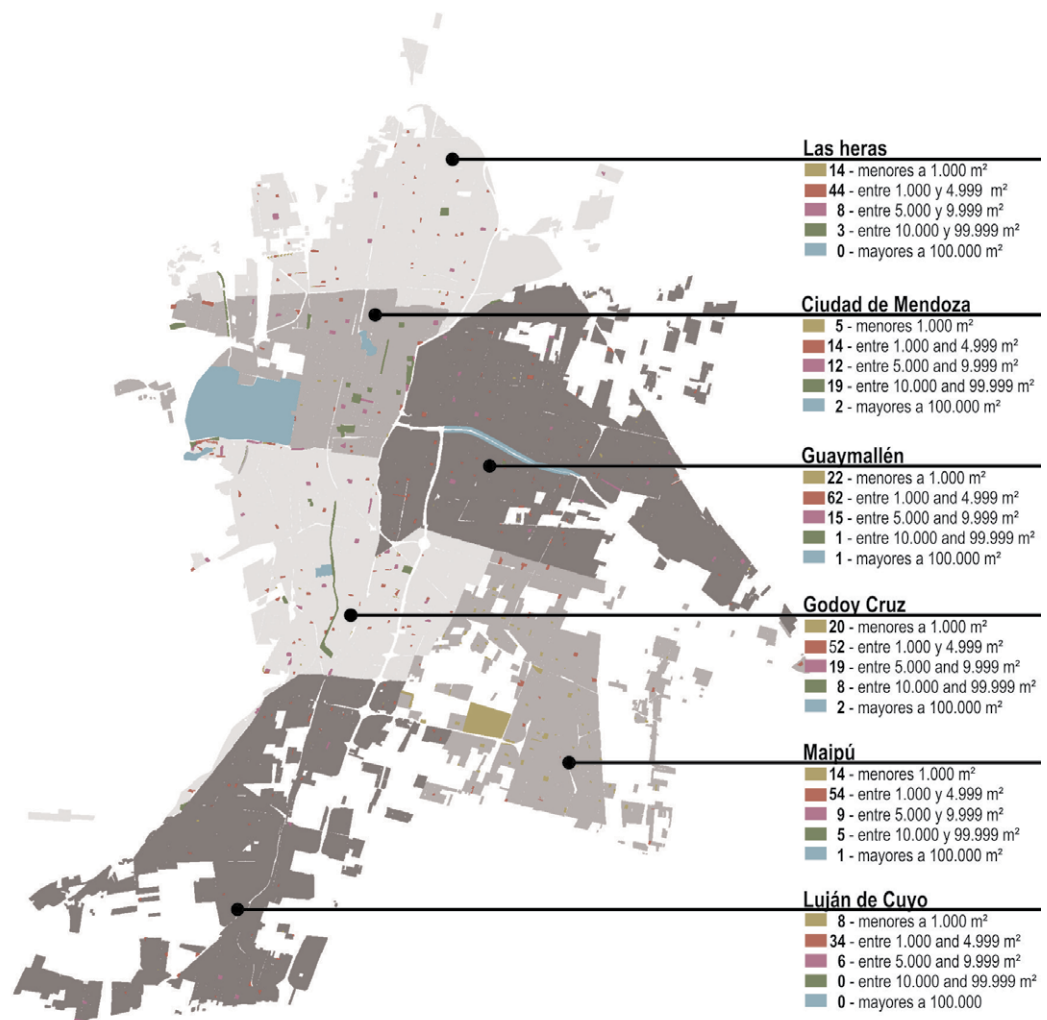 Las heras
14 - menores a 1.000 m²
44 - entre 1.000 y 4.999 m²
8 - entre 5.000 y 9.999 m²
3 - entre 10.000 y 99.999 m²
0 - mayores a 100.000 m²
Ciudad de Mendoza
5 - menores 1.000 m²
14 - entre 1.000 and 4.999 m²
12 - entre 5.000 and 9.999 m²
19 - entre 10.000 and 99.999 m²
2 - mayores a 100.000 m²
Guaymallén
22 - menores a 1.000 m²
62 - entre 1.000 and 4.999 m²
15 - entre 5.000 and 9.999 m²
1 - entre 10.000 and 99.999 m²
1 - mayores a 100.000 m²
Godoy Cruz
20 - menores a 1.000 m²
52 - entre 1.000 y 4.999 m²
19 - entre 5.000 and 9.999 m²
8 - entre 10.000 and 99.999 m²
2 - mayores a 100.000 m²
Maipú
14 - menores 1.000 m²
54 - entre 1.000 y 4.999 m²
9 - entre 5.000 y 9.999 m²
5 - entre 10.000 y 99.999 m²
1 - mayores a 100.000 m²
Luján de Cuyo
8 - menores a 1.000 m²
34 - entre 1.000 and 4.999 m²
6 - entre 5.000 and 9.999 m²
0 - entre 10.000 and 99.999 m²
0 - mayores a 100.000